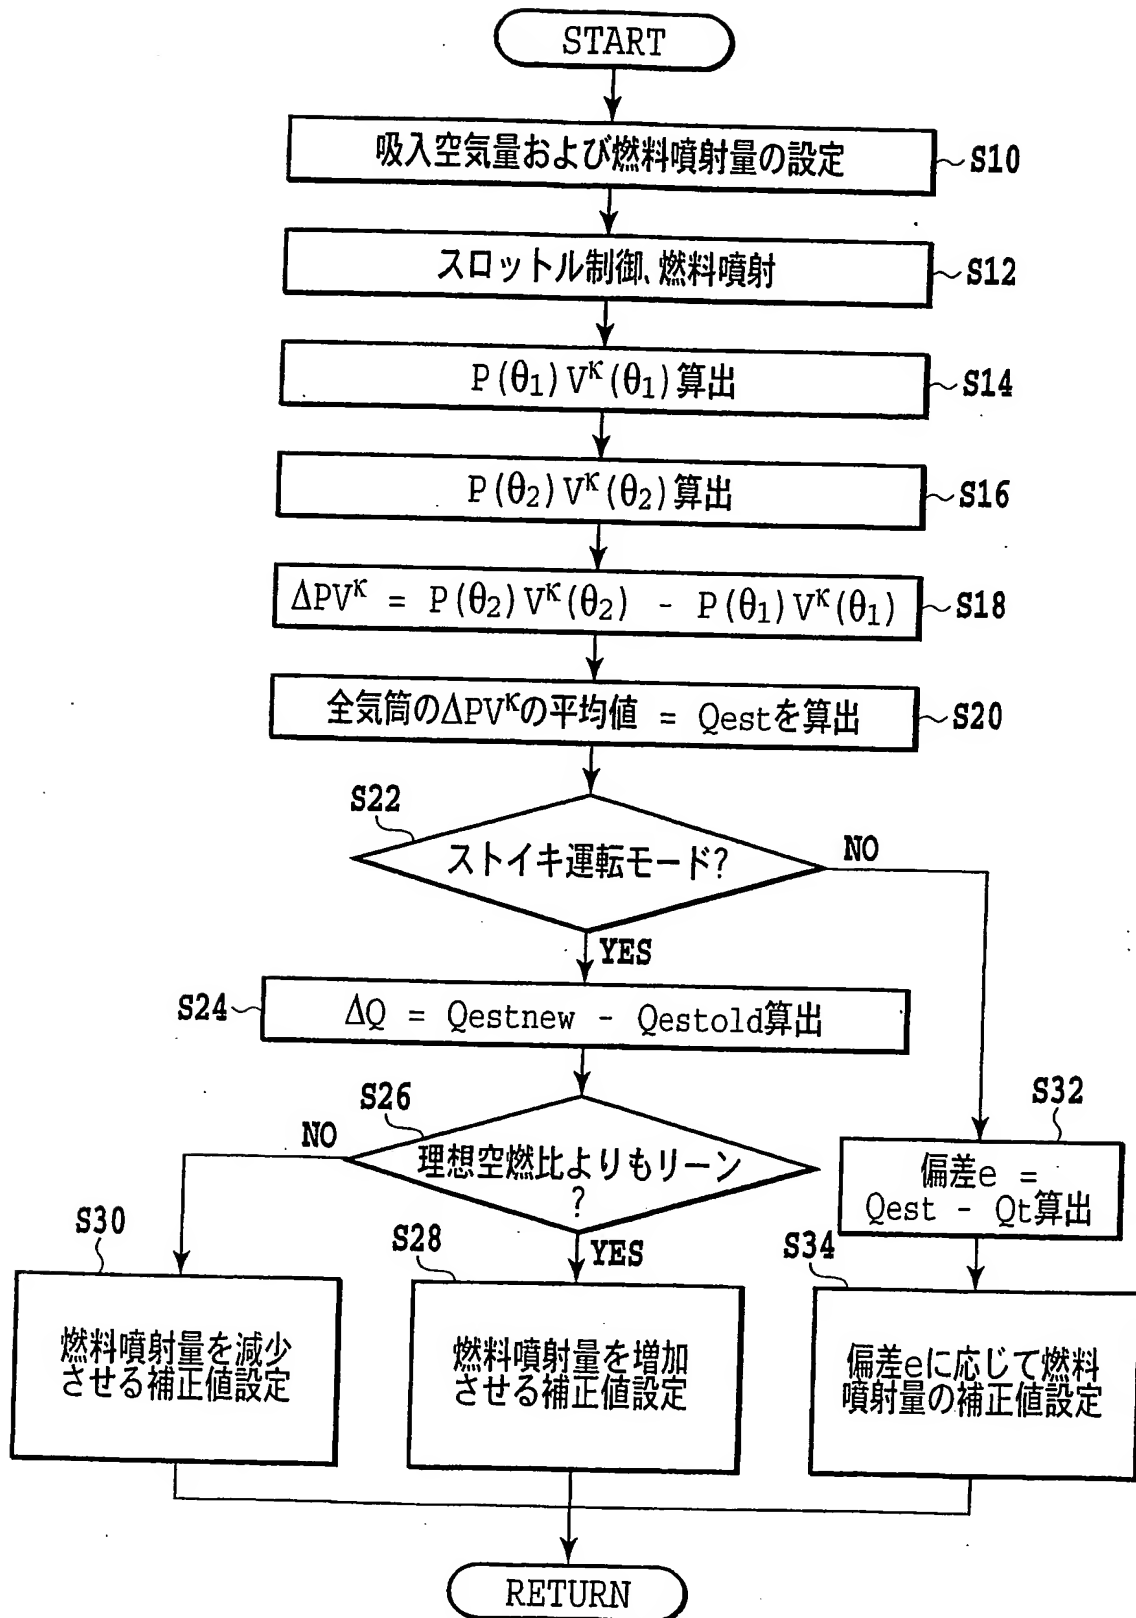 START
吸入空気量および燃料噴射量の設定
S10
スロットル制御、燃料噴射
S12
P(θ₁)Vᴷ(θ₁)算出
S14
P(θ₂)Vᴷ(θ₂)算出
S16
ΔPVᴷ = P(θ₂)Vᴷ(θ₂) - P(θ₁)Vᴷ(θ₁)
S18
全気筒のΔPVᴷの平均値 = Qestを算出
S20
S22
ストイキ運転モード?
NO
YES
S24
ΔQ = Qestnew - Qestold算出
S26
NO
理想空燃比よりもリーン
?
YES
S32
偏差e =
Qest - Qt算出
S30
燃料噴射量を減少
させる補正値設定
S28
燃料噴射量を増加
させる補正値設定
S34
偏差eに応じて燃料
噴射量の補正値設定
RETURN